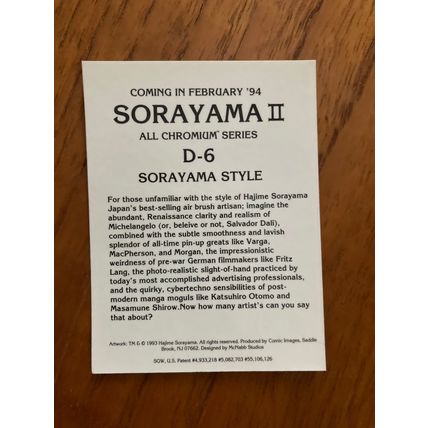 COMING IN FEBRUARY '94
SORAYAMA II
ALL CHROMIUM™ SERIES
D-6
SORAYAMA STYLE
For those unfamiliar with the style of Hajime Sorayama
Japan's best-selling air brush artisan; imagine the
abundant, Renaissance clarity and realism of
Michelangelo (or, beleive or not, Salvador Dali),
combined with the subtle smoothness and lavish
splendor of all-time pin-up greats like Varga,
MacPherson, and Morgan, the impressionistic
weirdness of pre-war German filmmakers like Fritz
Lang, the photo-realistic slight-of-hand practiced by
today's most accomplished advertising professionals,
and the quirky, cybertechno sensibilities of post-
modern manga moguls like Katsuhiro Otomo and
Masamune Shirow.Now how many artist's can you say
that about?
Artwork: TM & © 1993 Hajime Sorayama. All rights reserved. Produced by Comic Images, Saddle
Brook, NJ 07662. Designed by McNabb Studios
SGW, U.S. Patent #4,933,218 #5,082,703 #55,106,126